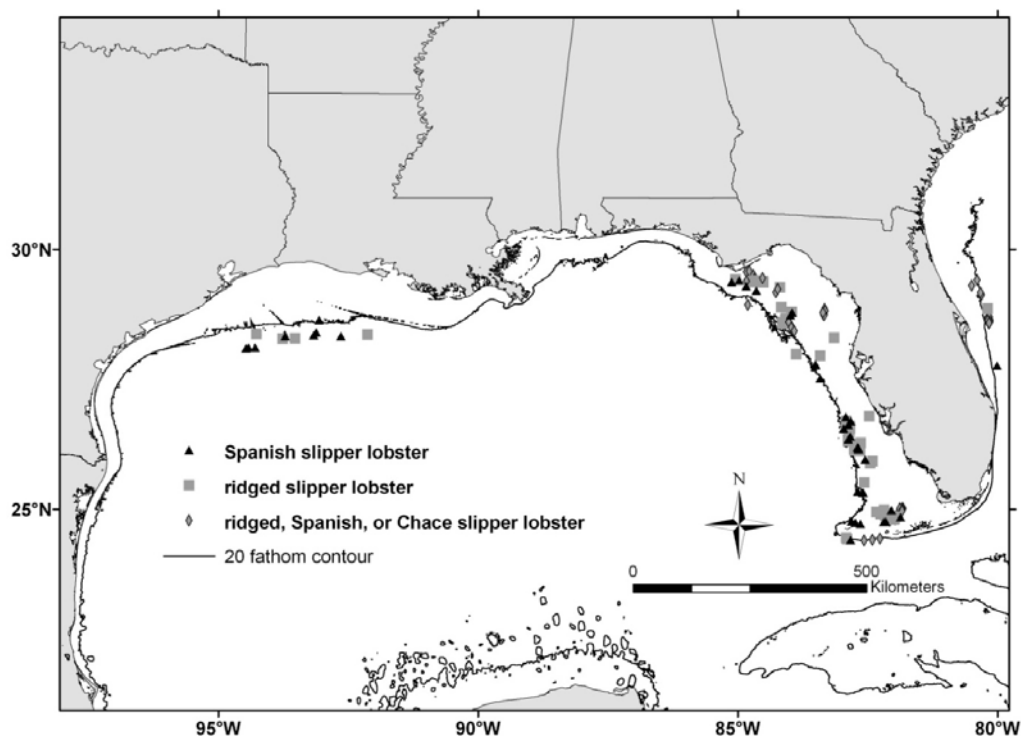 30°N
25°N
Spanish slipper lobster
ridged slipper lobster
ridged, Spanish, or Chace slipper lobster
20 fathom contour
N
0 500
Kilometers
95°W 90°W 85°W 80°W